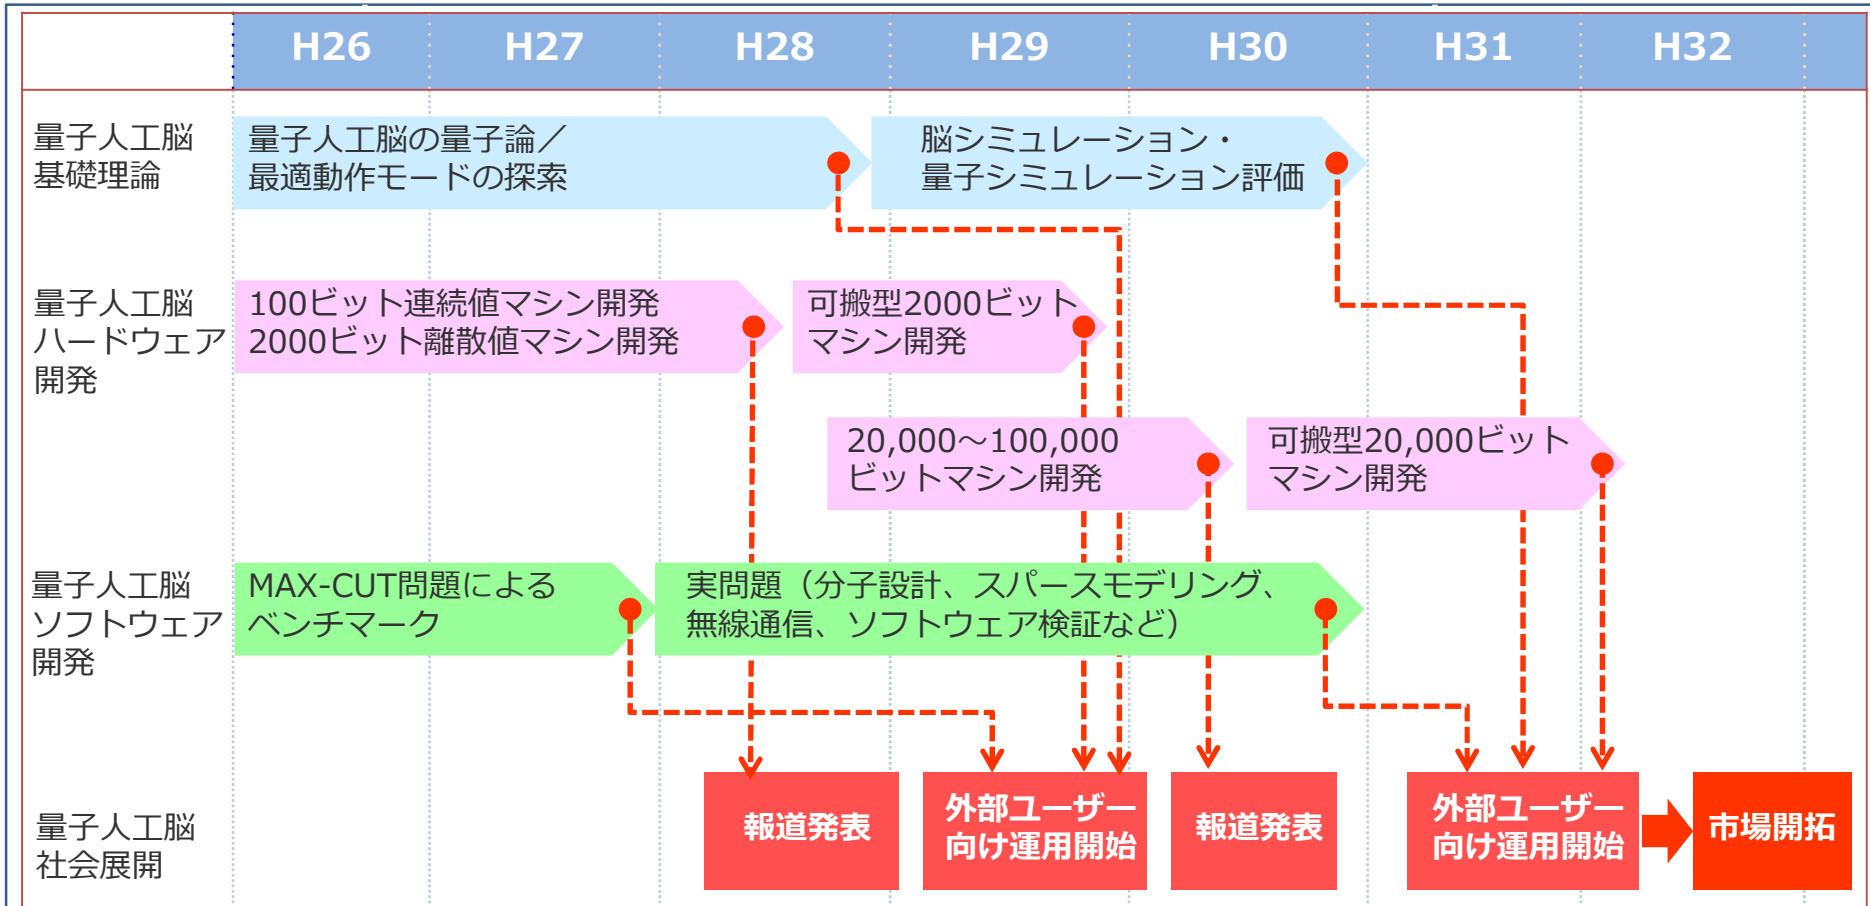 H26 H27 H28 H29 H30 H31 H32
量子人工脳
基礎理論
量子人工脳の量子論／
最適動作モードの探索
脳シミュレーション・
量子シミュレーション評価
量子人工脳
ハードウェア
開発
100ビット連続値マシン開発
2000ビット離散値マシン開発
可搬型2000ビット
マシン開発
20,000～100,000
ビットマシン開発
可搬型20,000ビット
マシン開発
量子人工脳
ソフトウェア
開発
MAX-CUT問題による
ベンチマーク
実問題（分子設計、スパースモデリング、
無線通信、ソフトウェア検証など）
量子人工脳
社会展開
報道発表
外部ユーザー
向け運用開始
報道発表
外部ユーザー
向け運用開始
市場開拓